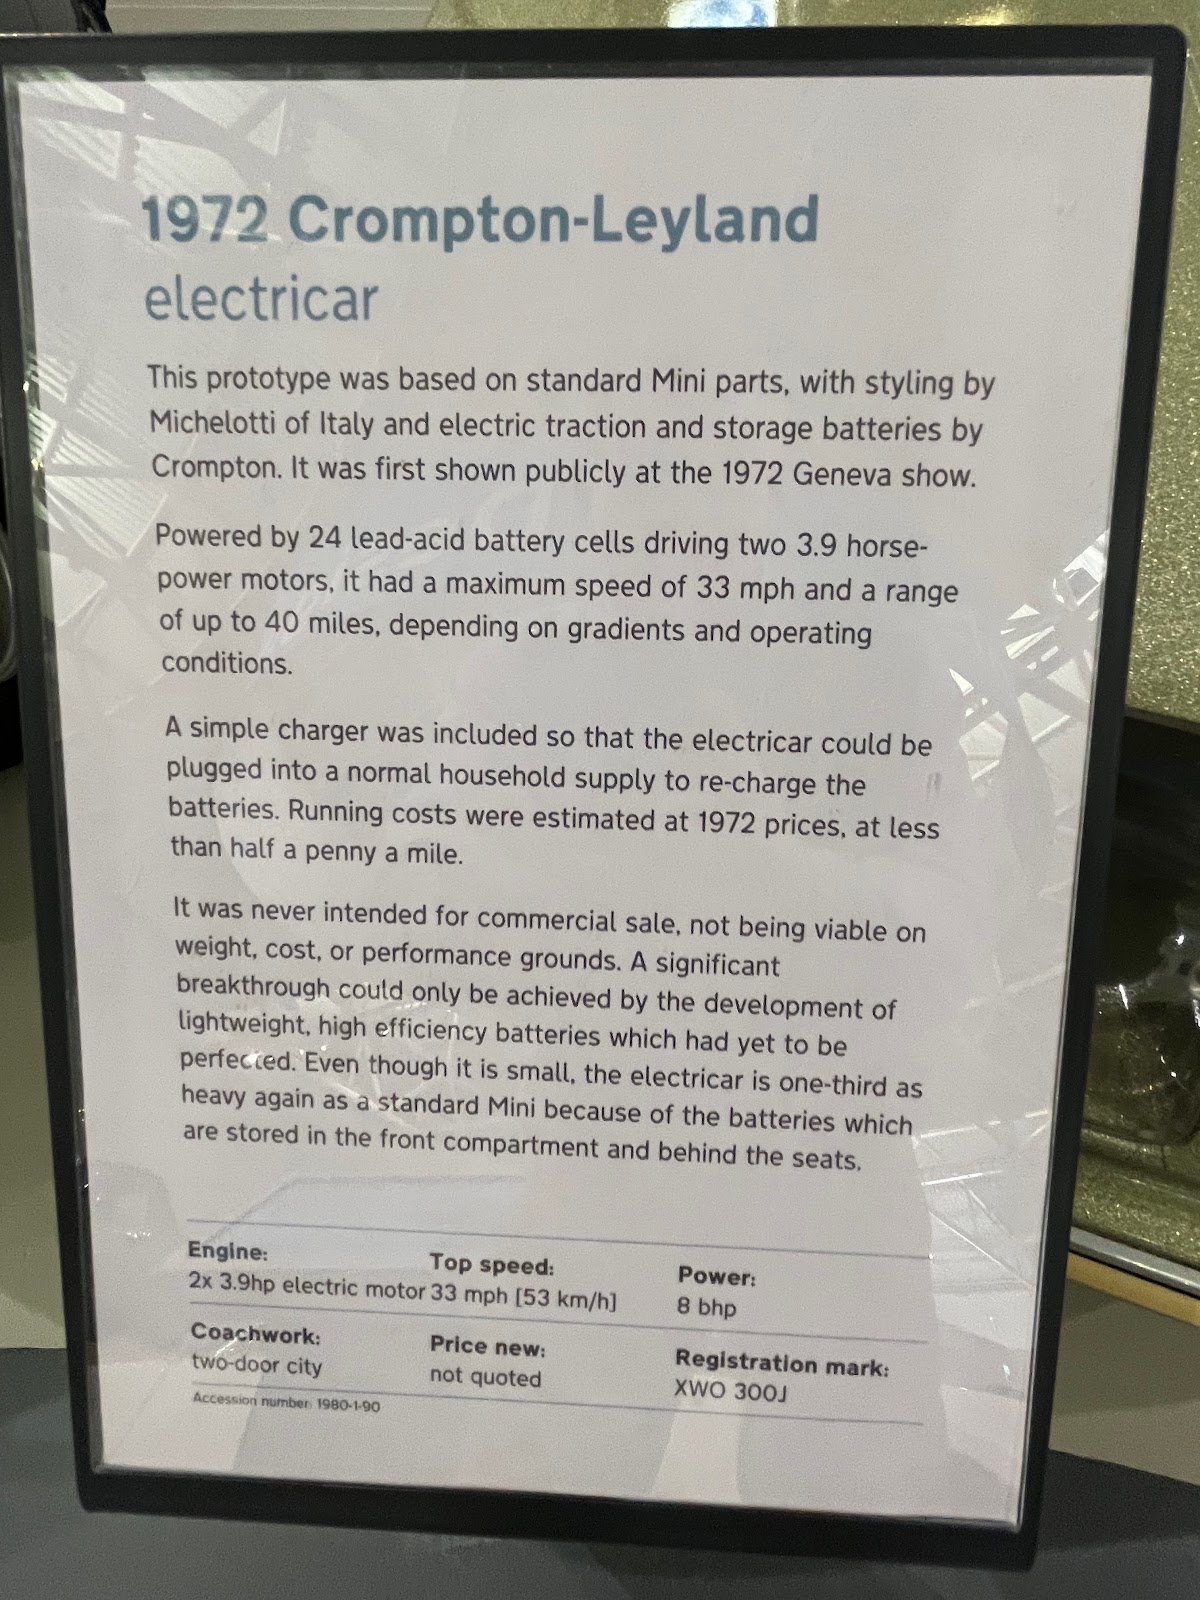 1972 Crompton-Leyland
electricar
This prototype was based on standard Mini parts, with styling by
Michelotti of Italy and electric traction and storage batteries by
Crompton. It was first shown publicly at the 1972 Geneva show.
Powered by 24 lead-acid battery cells driving two 3.9 horse-
power motors, it had a maximum speed of 33 mph and a range
of up to 40 miles, depending on gradients and operating
conditions.
A simple charger was included so that the electricar could be
plugged into a normal household supply to re-charge the
batteries. Running costs were estimated at 1972 prices, at less
than half a penny a mile.
It was never intended for commercial sale, not being viable on
weight, cost, or performance grounds. A significant
breakthrough could only be achieved by the development of
lightweight, high efficiency batteries which had yet to be
perfected. Even though it is small, the electricar is one-third as
heavy again as a standard Mini because of the batteries which
are stored in the front compartment and behind the seats.
Engine: Top speed: Power:
2x 3.9hp electric motor 33 mph [53 km/h] 8 bhp
Coachwork: Price new: Registration mark:
two-door city not quoted XWO 300J
Accession number: 1980-1-90